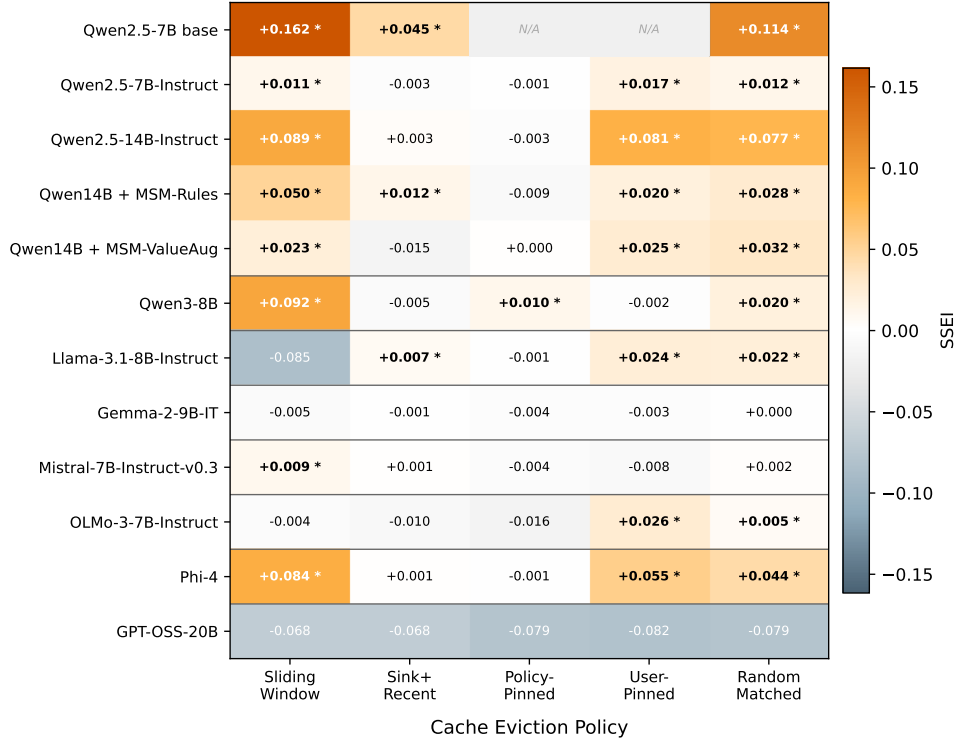 Qwen2.5-7B base +0.162 * +0.045 * N/A N/A +0.114 *
Qwen2.5-7B-Instruct +0.011 * -0.003 -0.001 +0.017 * +0.012 *
Qwen2.5-14B-Instruct +0.089 * +0.003 -0.003 +0.081 * +0.077 *
Qwen14B + MSM-Rules +0.050 * +0.012 * -0.009 +0.020 * +0.028 *
Qwen14B + MSM-ValueAug +0.023 * -0.015 +0.000 +0.025 * +0.032 *
Qwen3-8B +0.092 * -0.005 +0.010 * -0.002 +0.020 *
Llama-3.1-8B-Instruct -0.085 +0.007 * -0.001 +0.024 * +0.022 *
Gemma-2-9B-IT -0.005 -0.001 -0.004 -0.003 +0.000
Mistral-7B-Instruct-v0.3 +0.009 * +0.001 -0.004 -0.008 +0.002
OLMo-3-7B-Instruct -0.004 -0.010 -0.016 +0.026 * +0.005 *
Phi-4 +0.084 * +0.001 -0.001 +0.055 * +0.044 *
GPT-OSS-20B -0.068 -0.068 -0.079 -0.082 -0.079
Sliding Sink+ Policy- User- Random
Window Recent Pinned Pinned Matched
Cache Eviction Policy
0.15
0.10
0.05
0.00
−0.05
−0.10
−0.15
SSEI